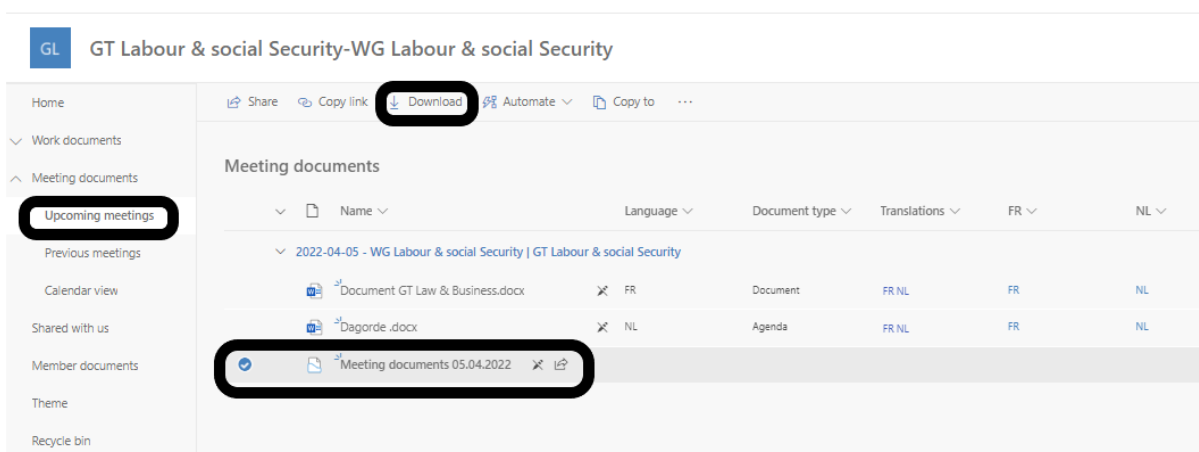 GL GT Labour & social Security-WG Labour & social Security
Home Share Copy link Download Automate Copy to ...
Work documents
Meeting documents
Meeting documents
Upcoming meetings Name Language Document type Translations FR NL
Previous meetings 2022-04-05 - WG Labour & social Security | GT Labour & social Security
Calendar view Document GT Law & Business.docx FR Document FR NL FR NL
Shared with us Dagorde .docx NL Agenda FR NL FR NL
Member documents Meeting documents 05.04.2022
Theme
Recycle bin